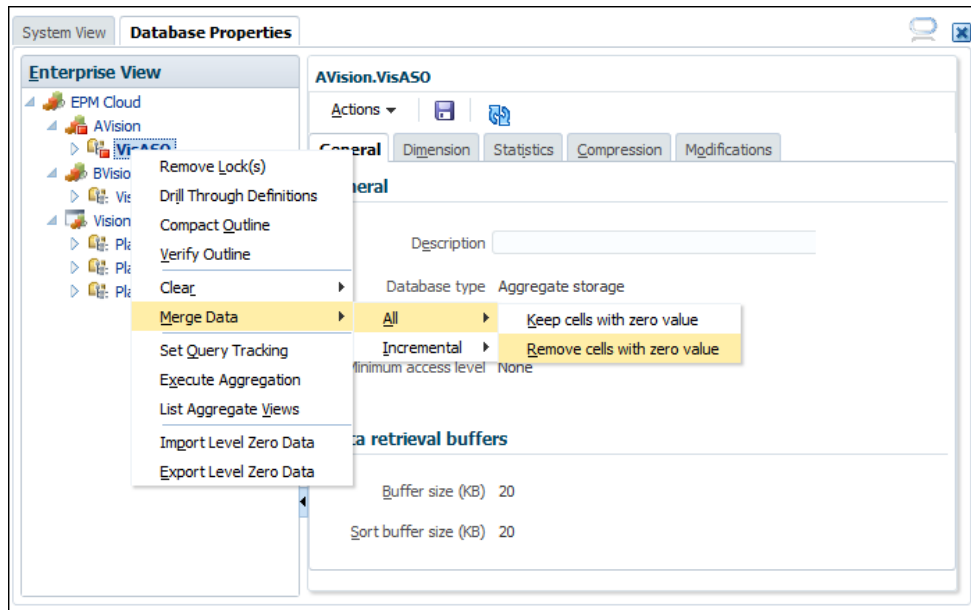 System View
Database Properties
Enterprise View
EPM Cloud
AVision
VisASO
BVisio
Vis
Vision
Pla
Pla
Pla
Remove Lock(s)
Drill Through Definitions
Compact Outline
Verify Outline
Clear
Merge Data
Set Query Tracking
Execute Aggregation
List Aggregate Views
Import Level Zero Data
Export Level Zero Data
All
Incremental
Keep cells with zero value
Remove cells with zero value
AVision.VisASO
Actions
General
Dimension
Statistics
Compression
Modifications
neral
Description
Database type Aggregate storage
Minimum access level None
ta retrieval buffers
Buffer size (KB) 20
Sort buffer size (KB) 20